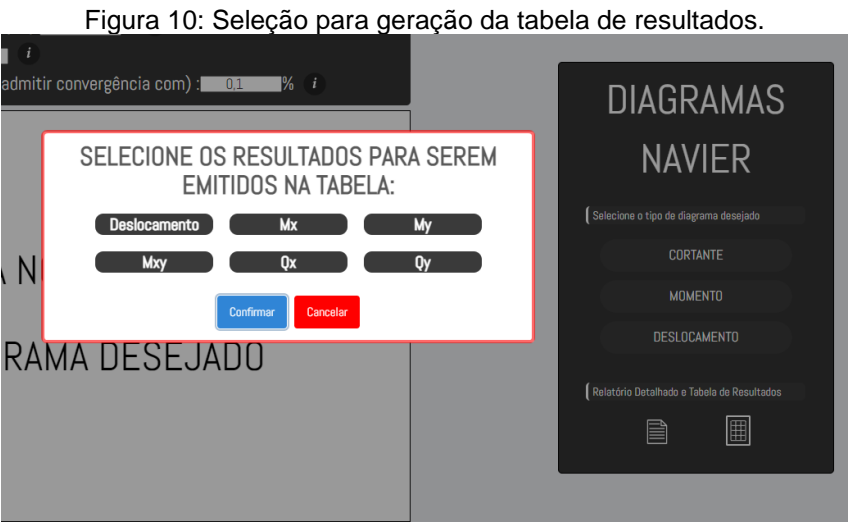 Figura 10: Seleção para geração da tabela de resultados.
i
admitir convergência com) : 0,1 % i
SELECIONE OS RESULTADOS PARA SEREM
EMITIDOS NA TABELA:
Deslocamento Mx My
Mxy Qx Qy
Confirmar Cancelar
RAMA DESEJADO
DIAGRAMAS
NAVIER
Selecione o tipo de diagrama desejado
CORTANTE
MOMENTO
DESLOCAMENTO
Relatório Detalhado e Tabela de Resultados